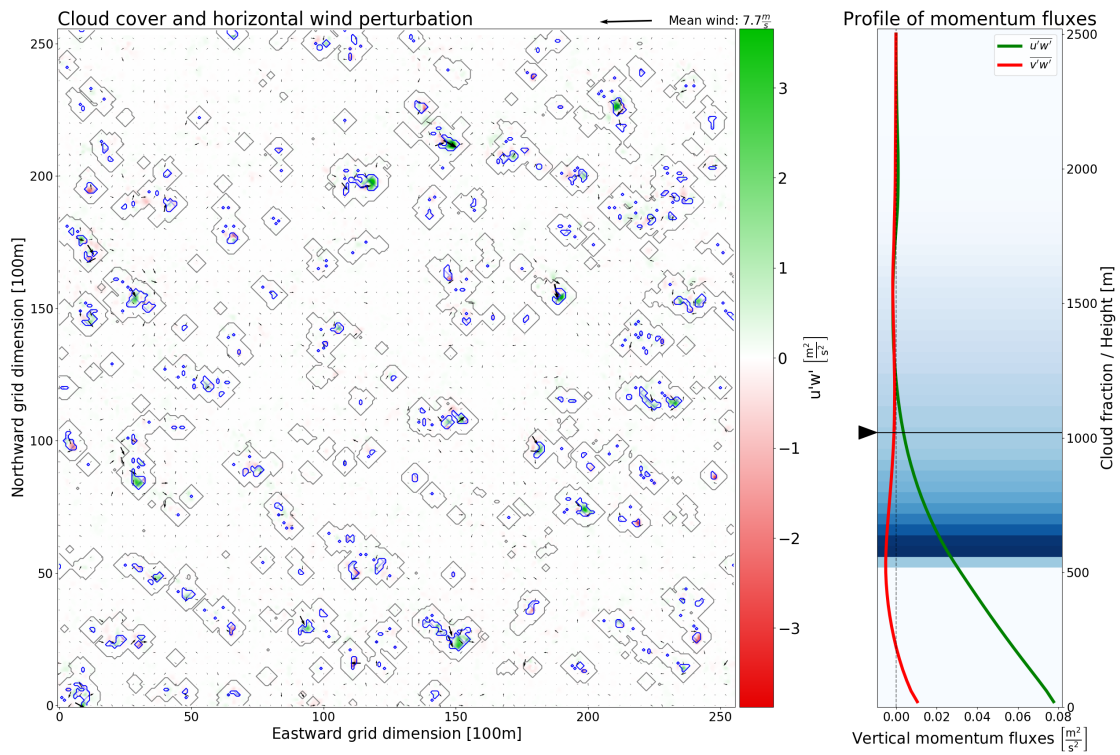 Cloud cover and horizontal wind perturbation
Mean wind: 7.7 m/s
Profile of momentum fluxes
250
200
150
100
50
0
Northward grid dimension [100m]
0 50 100 150 200 250
Eastward grid dimension [100m]
3
2
1
0
−1
−2
−3
u'w' [m²/s²]
u'w'
v'w'
2500
2000
1500
1000
500
0
Cloud fraction / Height [m]
0.00 0.02 0.04 0.06 0.08
Vertical momentum fluxes [m²/s²]